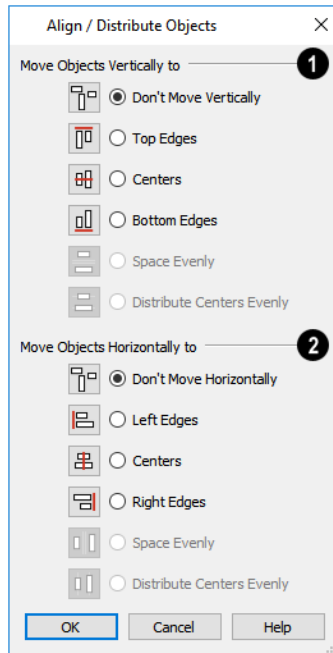 Align / Distribute Objects
Move Objects Vertically to 1
Don't Move Vertically
Top Edges
Centers
Bottom Edges
Space Evenly
Distribute Centers Evenly
Move Objects Horizontally to 2
Don't Move Horizontally
Left Edges
Centers
Right Edges
Space Evenly
Distribute Centers Evenly
OK Cancel Help